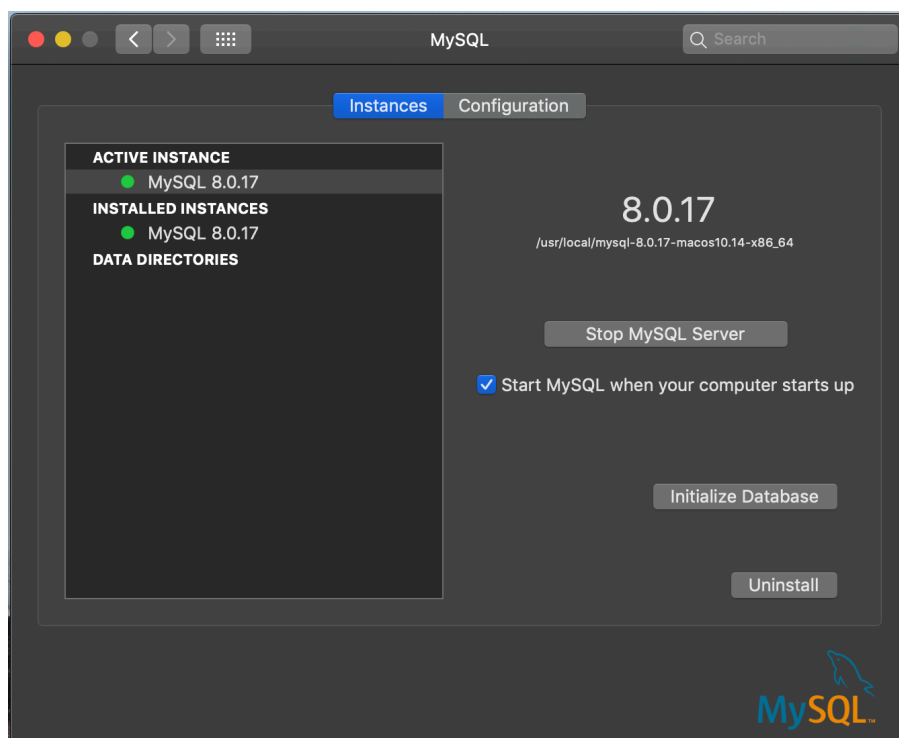 MySQL
Search
Instances
Configuration
ACTIVE INSTANCE
MySQL 8.0.17
INSTALLED INSTANCES
MySQL 8.0.17
DATA DIRECTORIES
8.0.17
/usr/local/mysql-8.0.17-macos10.14-x86_64
Stop MySQL Server
Start MySQL when your computer starts up
Initialize Database
Uninstall
MySQL™